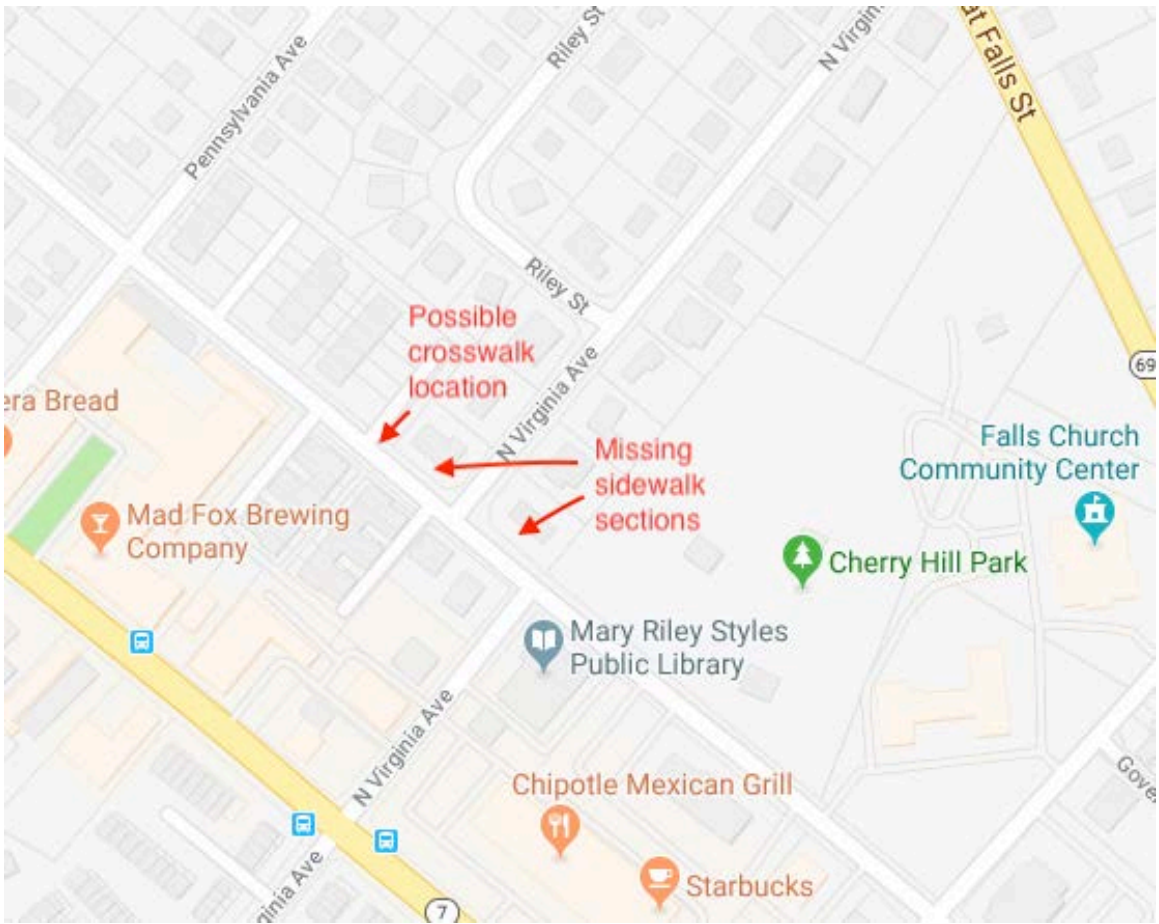 Pennsylvania Ave
Riley St
N Virginia
at Falls St
Riley St
Possible
crosswalk
location
69
era Bread
N Virginia Ave
Missing
sidewalk
sections
Falls Church
Community Center
Mad Fox Brewing
Company
Cherry Hill Park
Mary Riley Styles
Public Library
N Virginia Ave
Gove
Chipotle Mexican Grill
Starbucks
ginia Ave
7